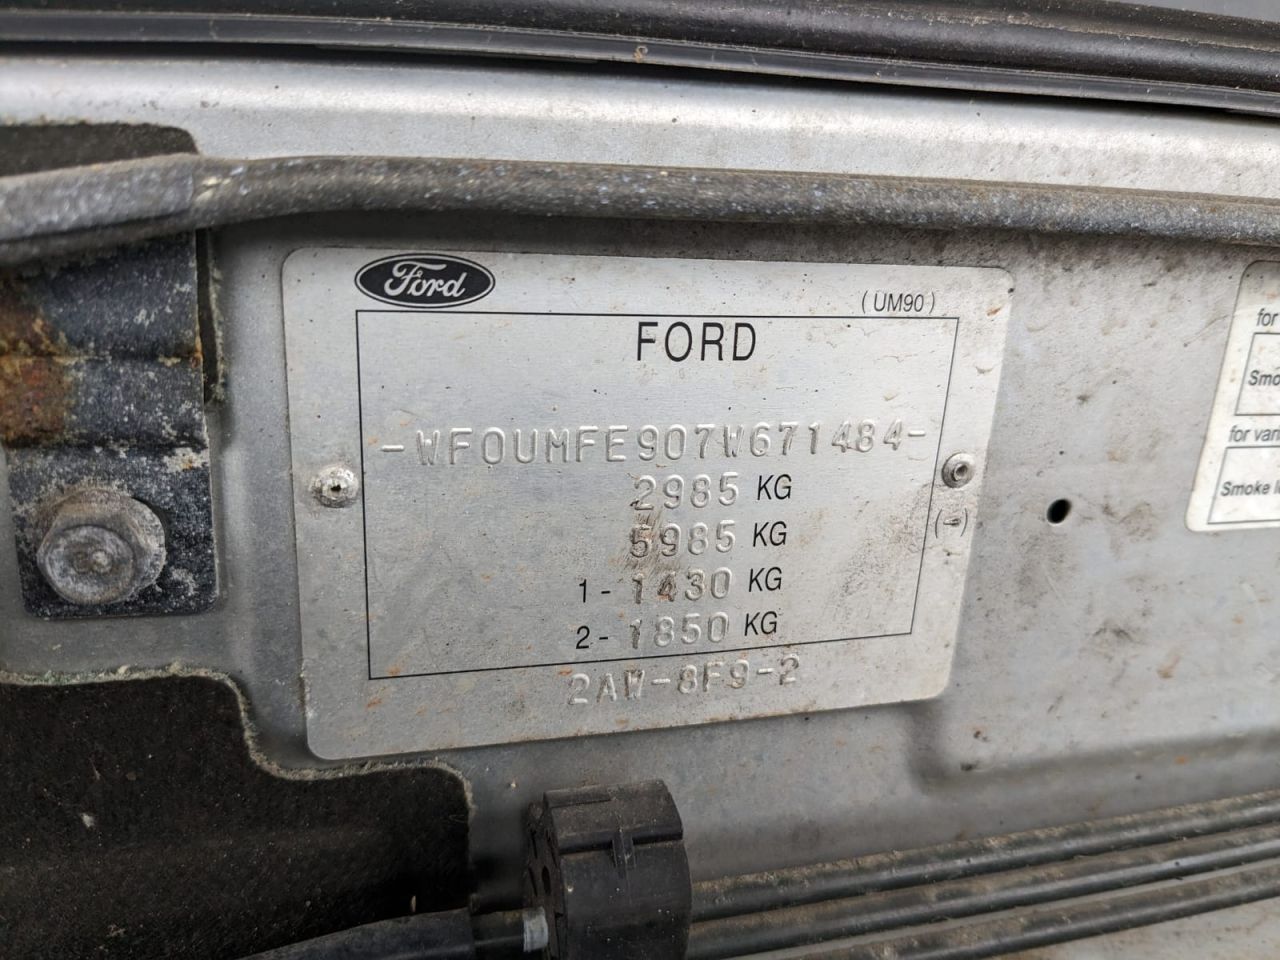 Ford
(UM90)
FORD
-WF0UMFE907W671484-
2985 KG
5985 KG
1-1430 KG
2-1850 KG
(-)
2AW-8F9-2
for
Smo
for vari
Smoke l